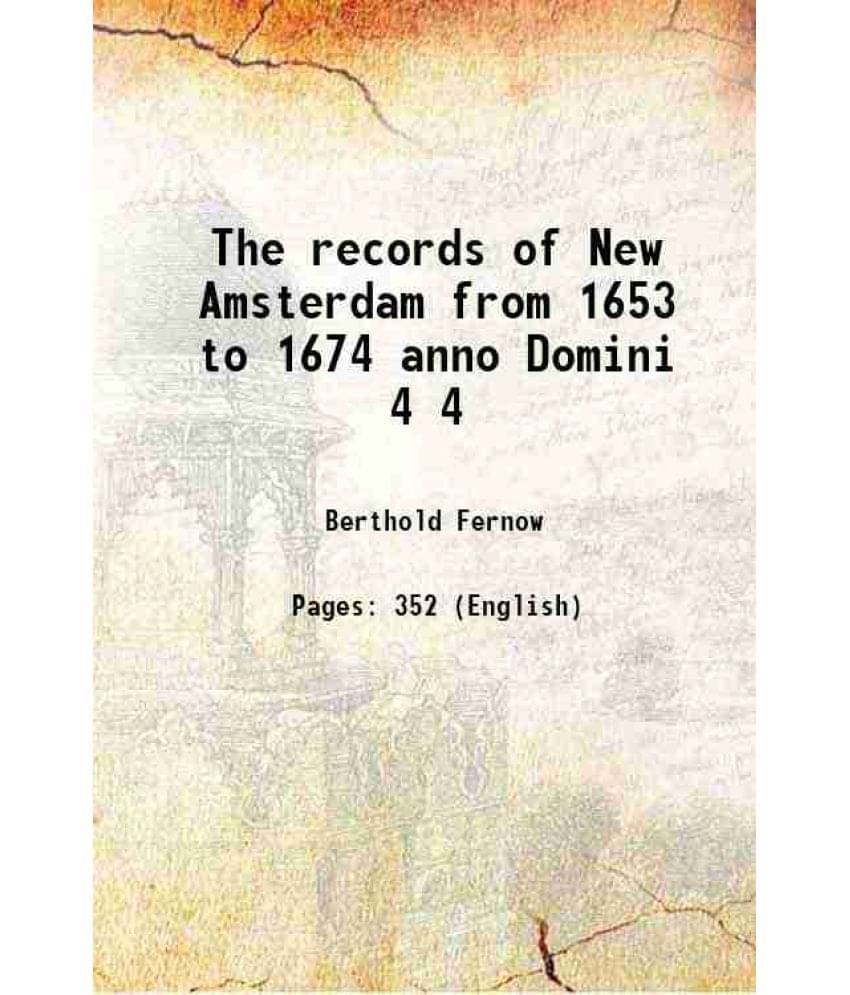 The records of New
Amsterdam from 1653
to 1674 anno Domini
4 4
Berthold Fernow
Pages: 352 (English)